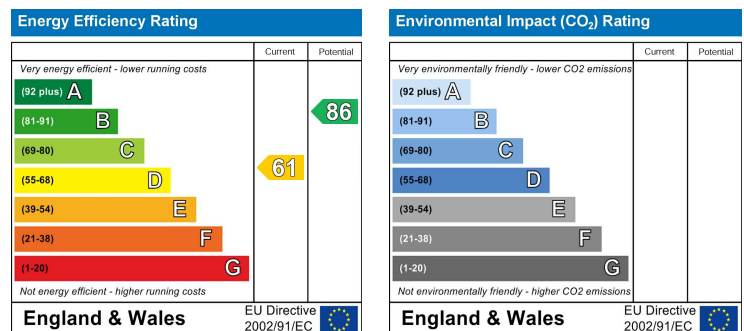 Energy Efficiency Rating
Current Potential
Very energy efficient - lower running costs
(92 plus) A
(81-91) B
(69-80) C
(55-68) D
(39-54) E
(21-38) F
(1-20) G
86
61
Not energy efficient - higher running costs
England & Wales
EU Directive
2002/91/EC
Environmental Impact (CO₂) Rating
Current Potential
Very environmentally friendly - lower CO2 emissions
(92 plus) A
(81-91) B
(69-80) C
(55-68) D
(39-54) E
(21-38) F
(1-20) G
Not environmentally friendly - higher CO2 emissions
England & Wales
EU Directive
2002/91/EC